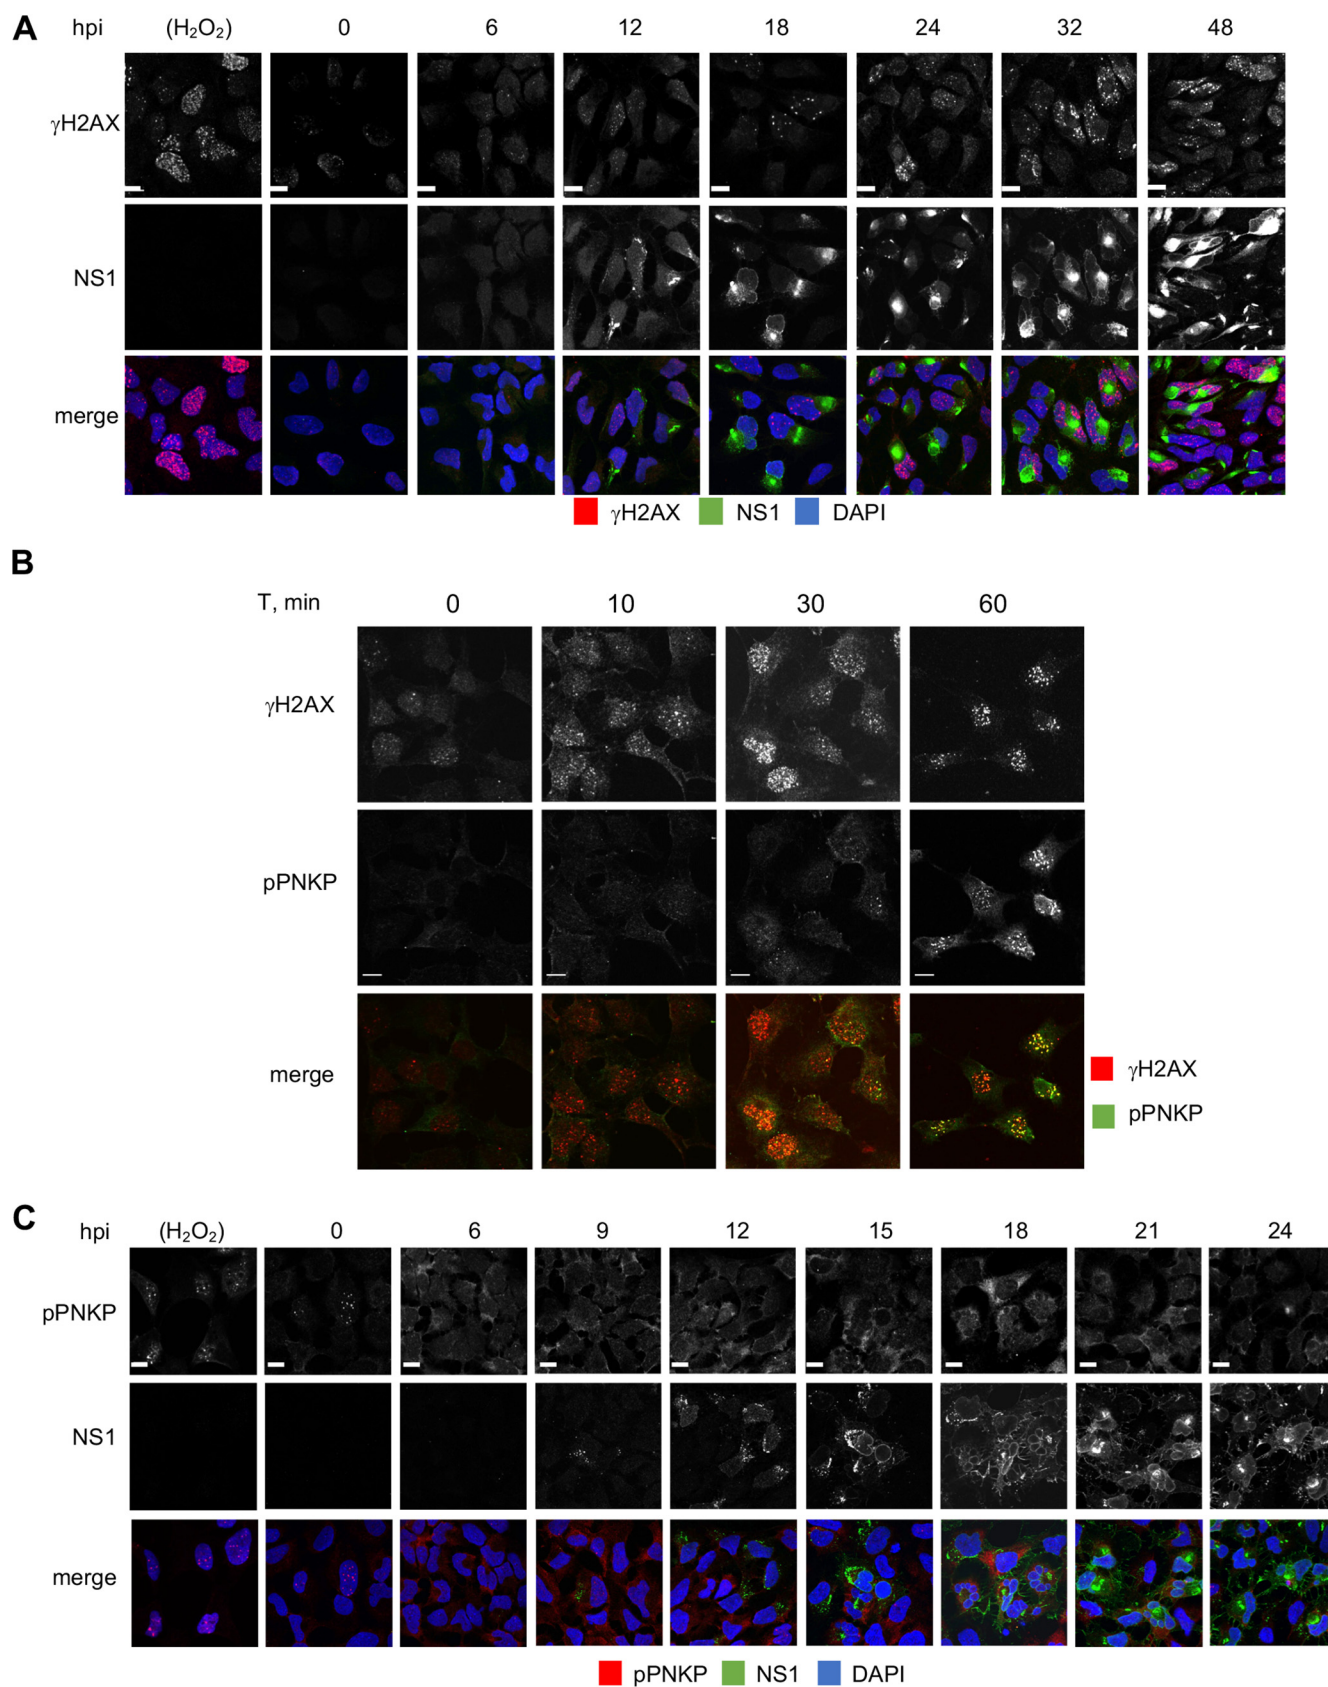 A
hpi (H₂O₂) 0 6 12 18 24 32 48
γH2AX
NS1
merge
γH2AX NS1 DAPI
B
T, min 0 10 30 60
γH2AX
pPNKP
merge
γH2AX
pPNKP
C
hpi (H₂O₂) 0 6 9 12 15 18 21 24
pPNKP
NS1
merge
pPNKP NS1 DAPI